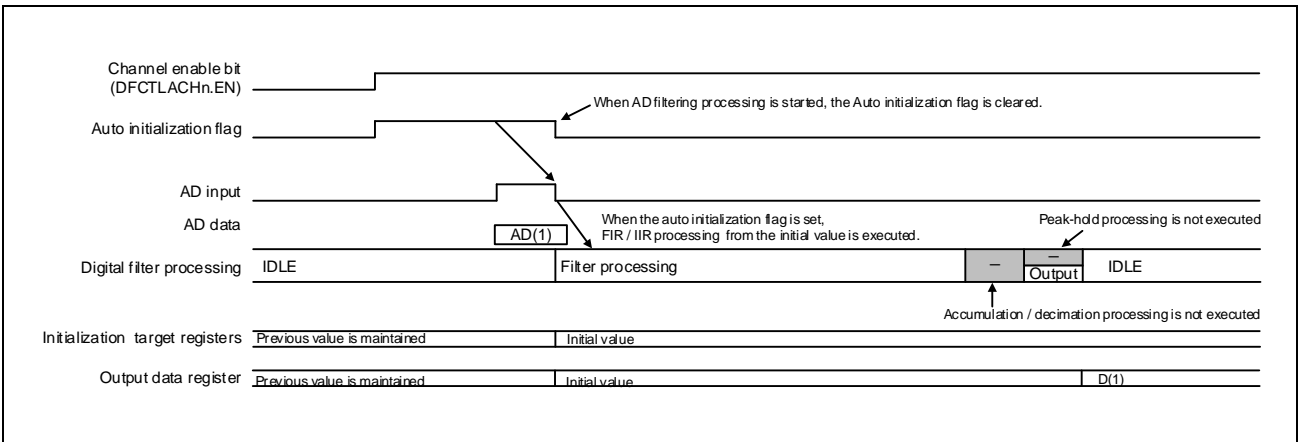 Channel enable bit
(DFCTLACHn.EN)
When AD filtering processing is started, the Auto initialization flag is cleared.
Auto initialization flag
AD input
AD data
AD(1)
When the auto initialization flag is set,
FIR / IIR processing from the initial value is executed.
Peak-hold processing is not executed
Digital filter processing
IDLE
Filter processing
–
–
Output
IDLE
Accumulation / decimation processing is not executed
Initialization target registers
Previous value is maintained
Initial value
Output data register
Previous value is maintained
Initial value
D(1)